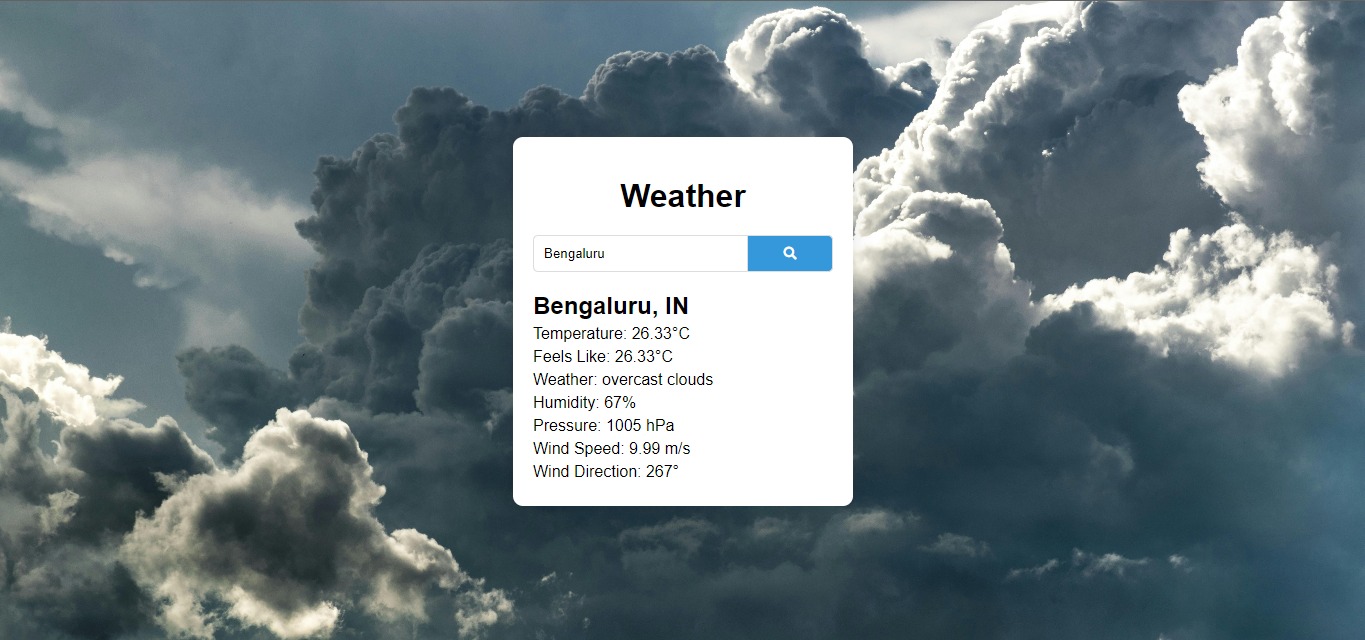 Weather
Bengaluru
Bengaluru, IN
Temperature: 26.33°C
Feels Like: 26.33°C
Weather: overcast clouds
Humidity: 67%
Pressure: 1005 hPa
Wind Speed: 9.99 m/s
Wind Direction: 267°